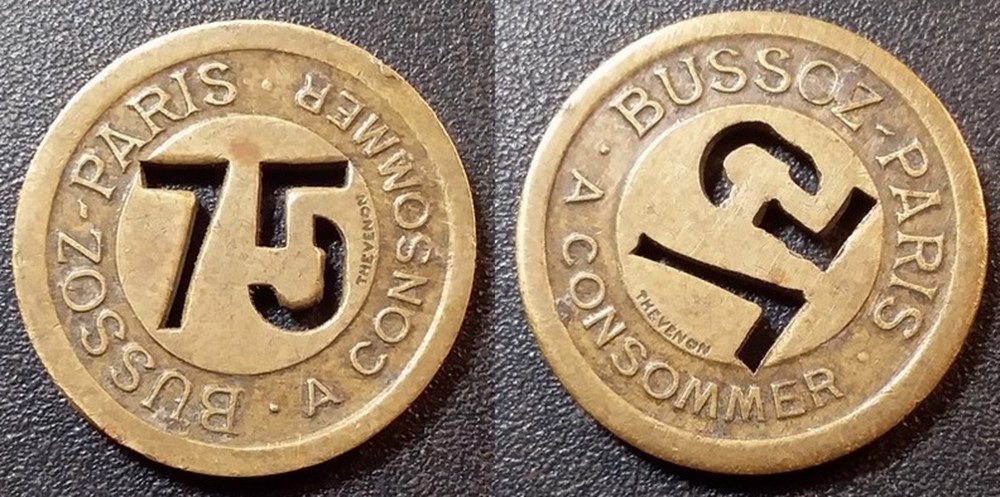 BUSSOZ-PARIS · A CONSOMMER ·
75
THEVENON
BUSSOZ-PARIS · A CONSOMMER ·
75
THEVENON